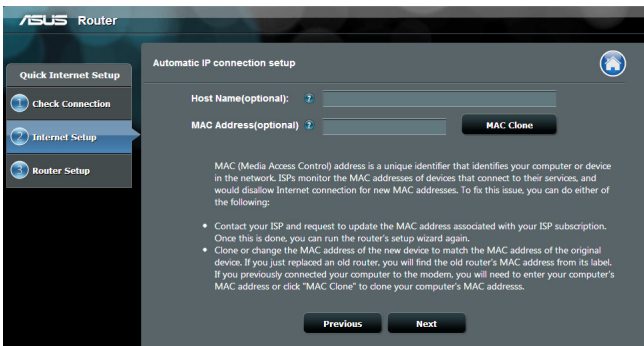 ASUS Router
Quick Internet Setup
1 Check Connection
2 Internet Setup
3 Router Setup
Automatic IP connection setup
Host Name(optional): ?
MAC Address(optional) ? MAC Clone
MAC (Media Access Control) address is a unique identifier that identifies your computer or device
in the network. ISPs monitor the MAC addresses of devices that connect to their services, and
would disallow Internet connection for new MAC addresses. To fix this issue, you can do either of
the following:
• Contact your ISP and request to update the MAC address associated with your ISP subscription.
Once this is done, you can run the router's setup wizard again.
• Clone or change the MAC address of the new device to match the MAC address of the original
device. If you just replaced an old router, you will find the old router's MAC address from its label.
If you previously connected your computer to the modem, you will need to enter your computer's
MAC address or click "MAC Clone" to clone your computer's MAC addresss.
Previous Next